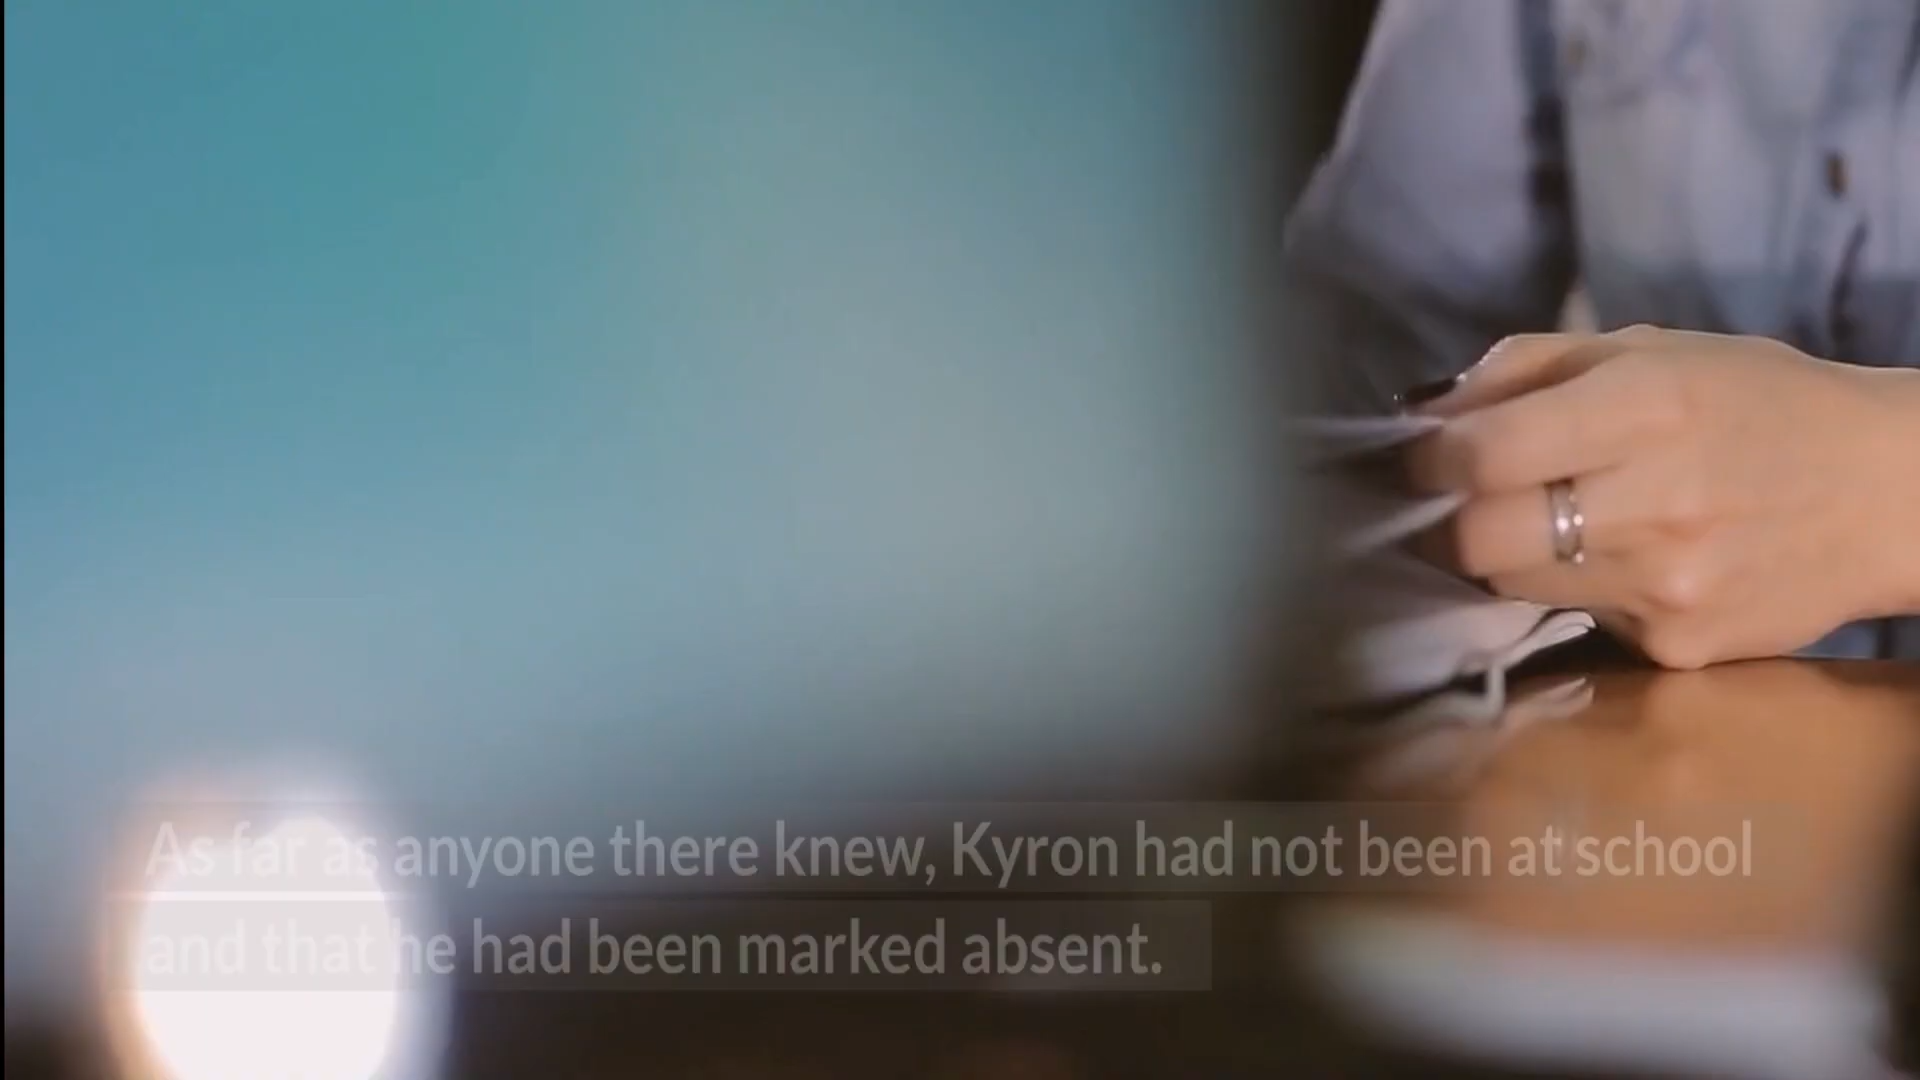 As far as anyone there knew, Kyron had not been at school
and that he had been marked absent.